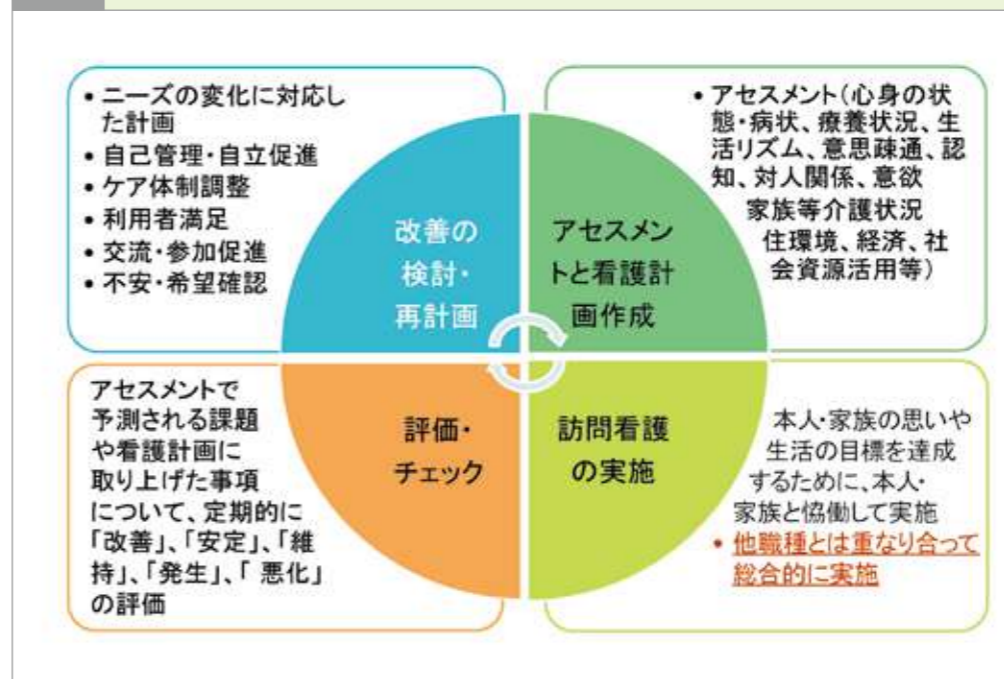 • ニーズの変化に対応し
た計画
• 自己管理・自立促進
• ケア体制調整
• 利用者満足
• 交流・参加促進
• 不安・希望確認
改善の
検討・
再計画
アセスメン
トと看護計
画作成
• アセスメント(心身の状
態・病状、療養状況、生
活リズム、意思疎通、認
知、対人関係、意欲
家族等介護状況
住環境、経済、社
会資源活用等)
アセスメントで
予測される課題
や看護計画に
取り上げた事項
について、定期的に
「改善」、「安定」、「維
持」、「発生」、「 悪化」
の評価
評価・
チェック
訪問看護
の実施
本人・家族の思いや
生活の目標を達成
するために、本人・
家族と協働して実施
• 他職種とは重なり合って
総合的に実施